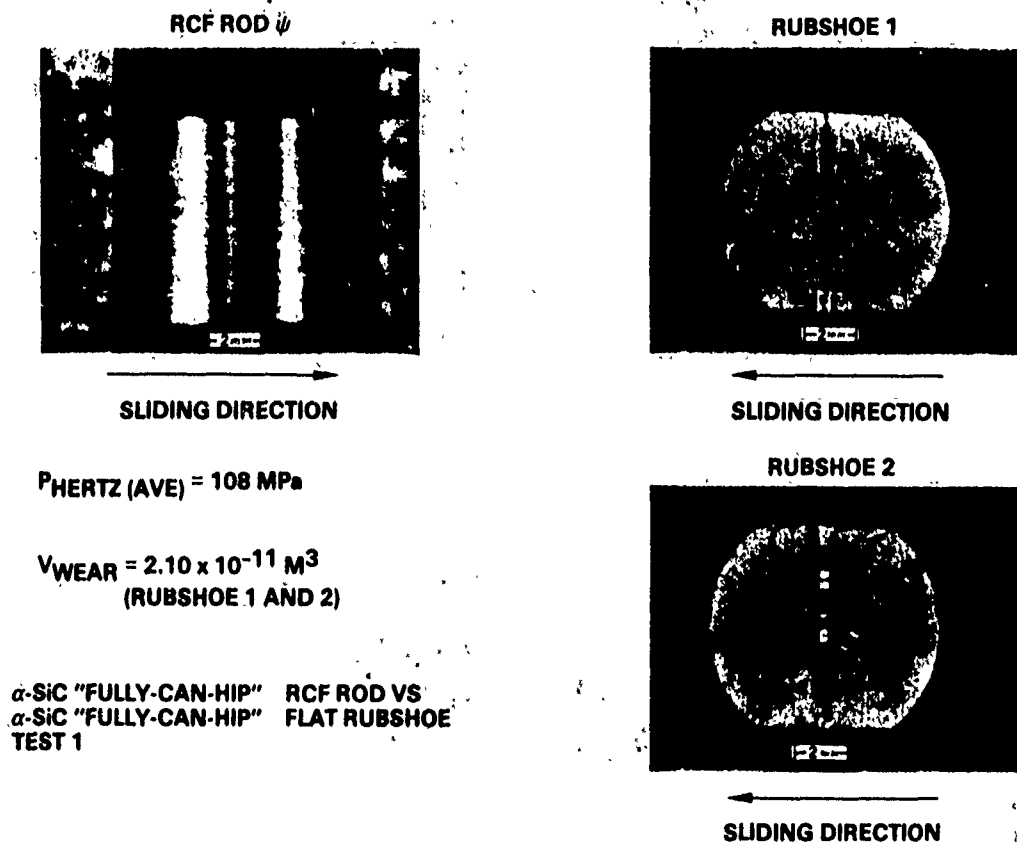 RCF ROD ψ
SLIDING DIRECTION
PHERTZ (AVE) = 108 MPa
VWEAR = 2.10 x 10-11 M3
(RUBSHOE 1 AND 2)
α-SiC "FULLY-CAN-HIP" RCF ROD VS
α-SiC "FULLY-CAN-HIP" FLAT RUBSHOE
TEST 1
RUBSHOE 1
SLIDING DIRECTION
RUBSHOE 2
SLIDING DIRECTION